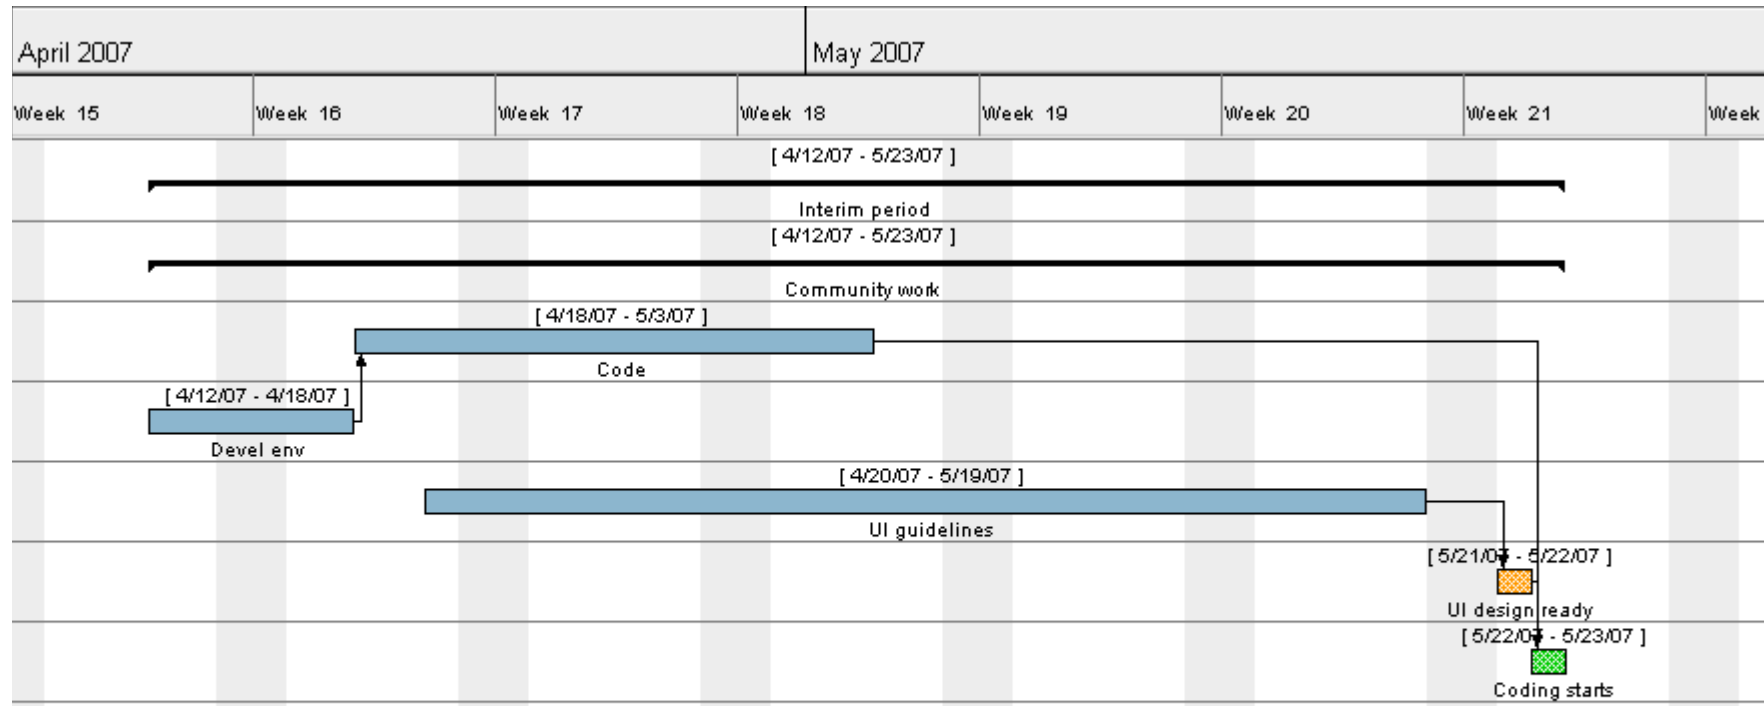 April 2007
May 2007
Week 15
Week 16
Week 17
Week 18
Week 19
Week 20
Week 21
Week
[ 4/12/07 - 5/23/07 ]
Interim period
[ 4/12/07 - 5/23/07 ]
Community work
[ 4/18/07 - 5/3/07 ]
Code
[ 4/12/07 - 4/18/07 ]
Devel env
[ 4/20/07 - 5/19/07 ]
UI guidelines
[ 5/21/07 - 5/22/07 ]
UI design ready
[ 5/22/07 - 5/23/07 ]
Coding starts